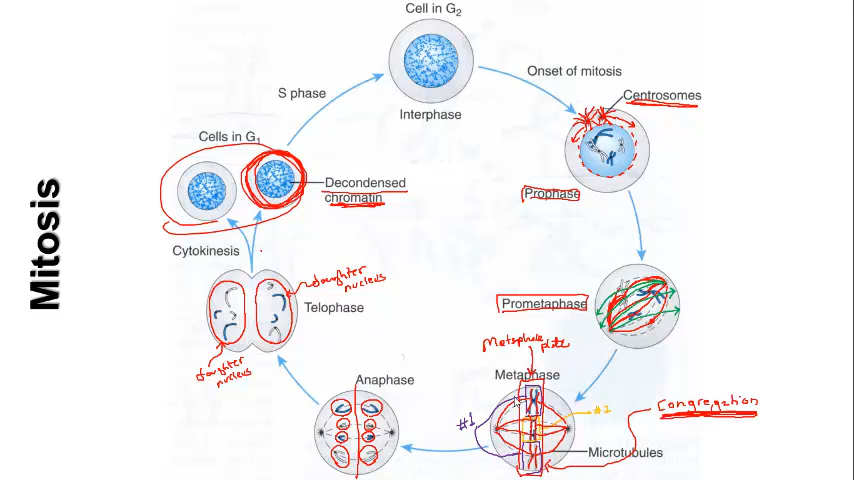 Mitosis
Cell in G2
Interphase
S phase
Onset of mitosis
Centrosomes
Prophase
Cells in G1
Decondensed
chromatin
Cytokinesis
daughter
nucleus
Telophase
daughter
nucleus
Prometaphase
Metaphase
plate
Metaphase
Anaphase
Congregation
#1
#2
Microtubules